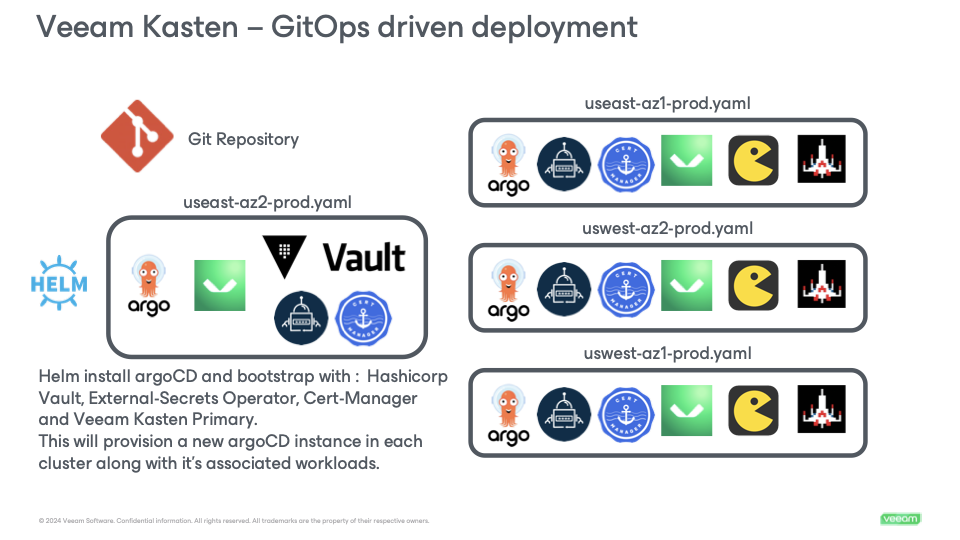 Veeam Kasten – GitOps driven deployment
Git Repository
useast-az2-prod.yaml
HELM
argo
Vault
CERT
MANAGER
Helm install argoCD and bootstrap with : Hashicorp
Vault, External-Secrets Operator, Cert-Manager
and Veeam Kasten Primary.
This will provision a new argoCD instance in each
cluster along with it's associated workloads.
useast-az1-prod.yaml
argo
CERT
MANAGER
uswest-az2-prod.yaml
argo
CERT
MANAGER
uswest-az1-prod.yaml
argo
CERT
MANAGER
© 2024 Veeam Software. Confidential information. All rights reserved. All trademarks are the property of their respective owners.
veeam